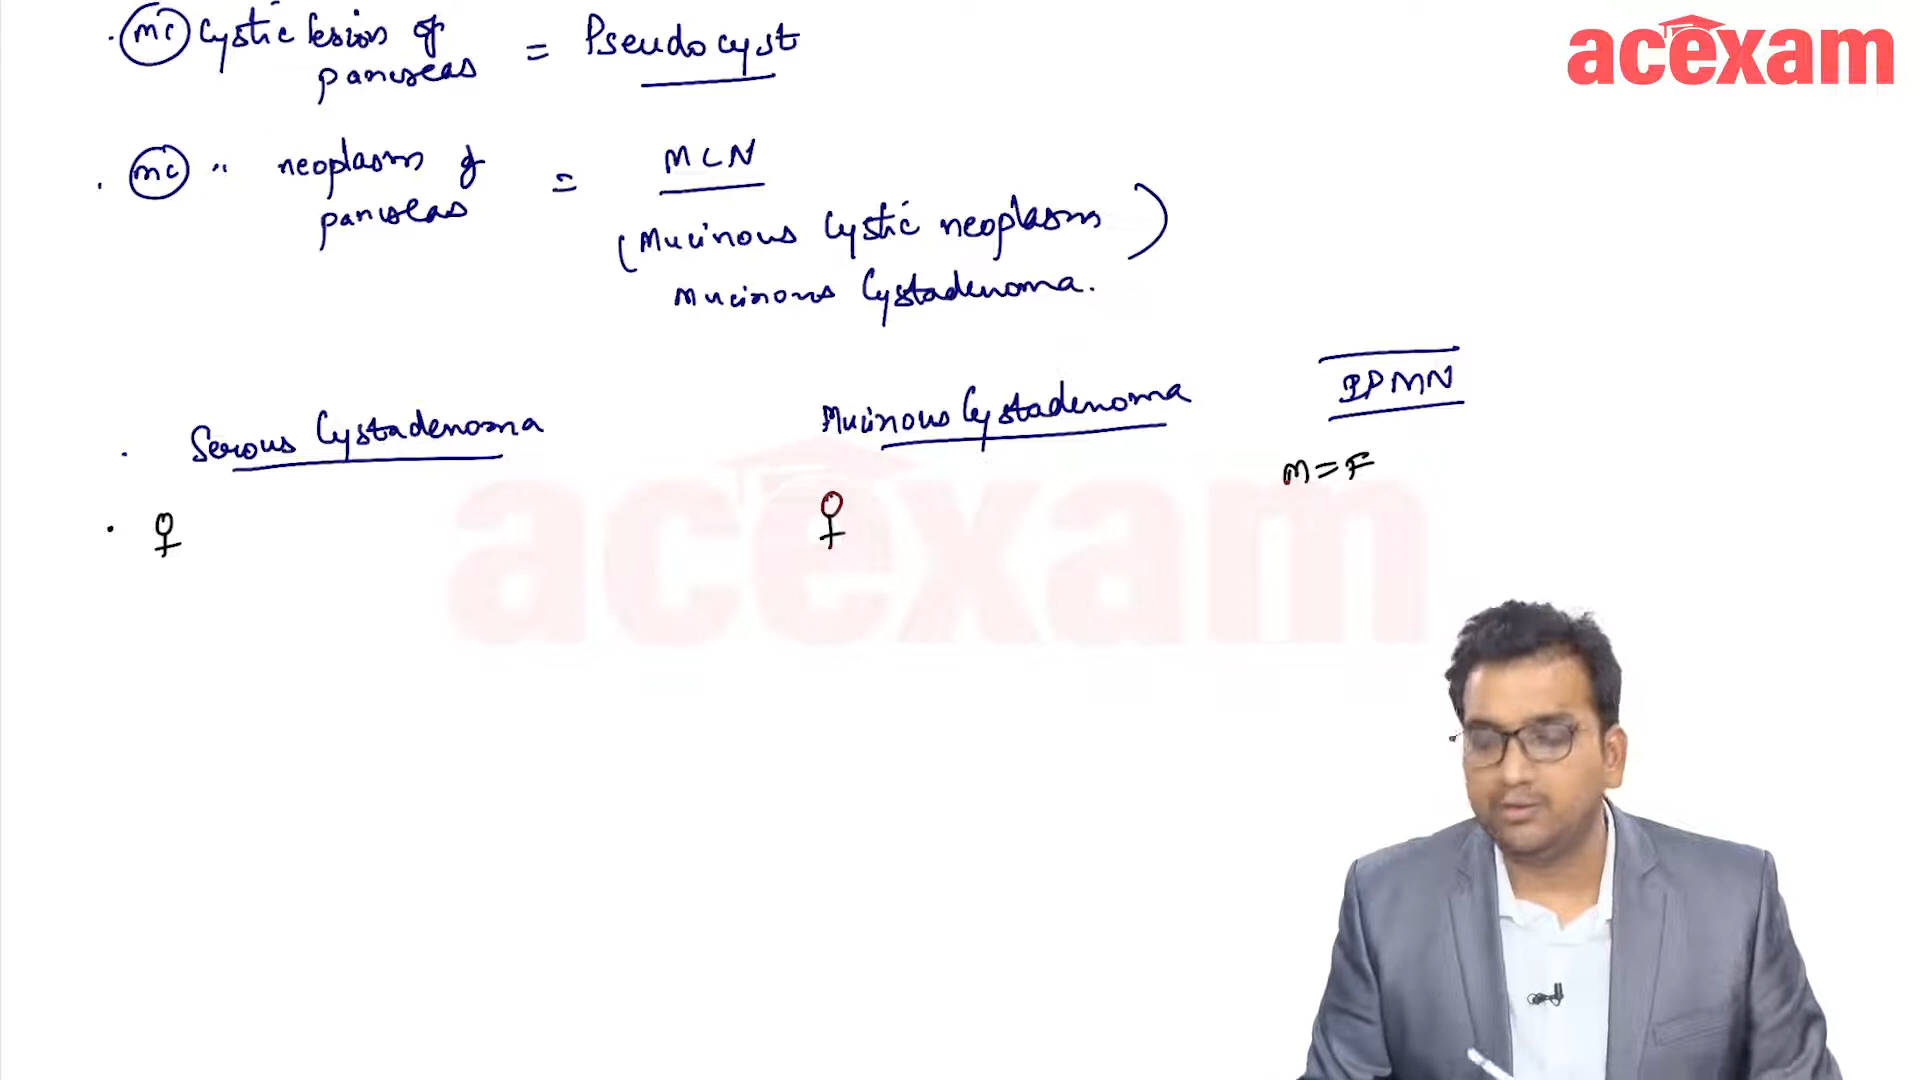 acexam
. mc Cystic lesion of
pancreas = Pseudocyst
. mc " neoplasm of
pancreas = MCN
(Mucinous Cystic neoplasm)
Mucinous Cystadenoma.
. Serous Cystadenoma Mucinous Cystadenoma IPMN
. ♀ ♀ M=F
acexam